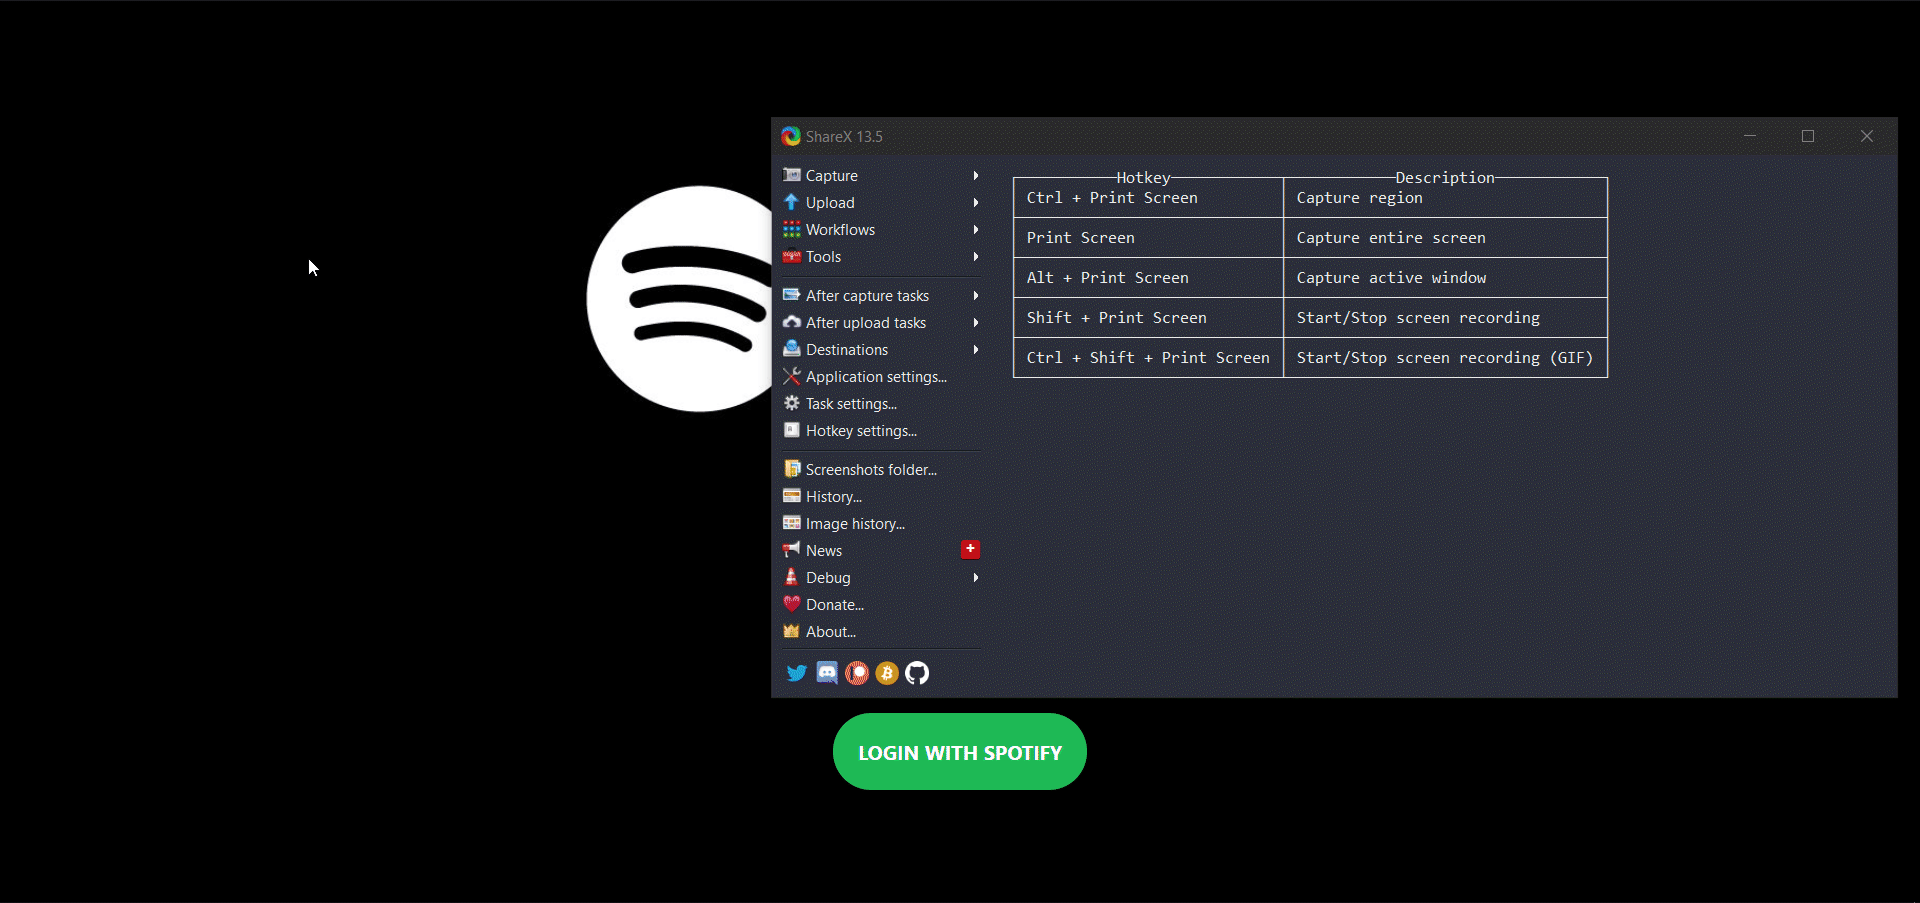 ShareX 13.5
Capture
Upload
Workflows
Tools
After capture tasks
After upload tasks
Destinations
Application settings...
Task settings...
Hotkey settings...
Screenshots folder...
History...
Image history...
News
Debug
Donate...
About...
Hotkey Description
Ctrl + Print Screen Capture region
Print Screen Capture entire screen
Alt + Print Screen Capture active window
Shift + Print Screen Start/Stop screen recording
Ctrl + Shift + Print Screen Start/Stop screen recording (GIF)
LOGIN WITH SPOTIFY